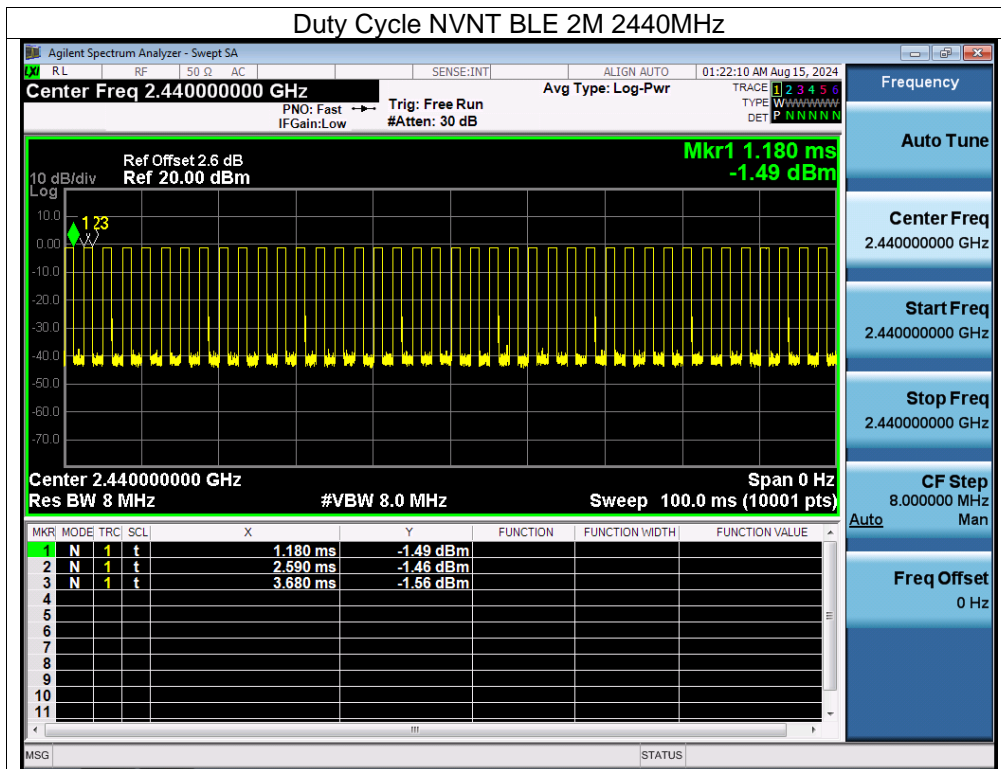 Duty Cycle NVNT BLE 2M 2440MHz
Agilent Spectrum Analyzer - Swept SA
LXI RL RF 50 Ω AC SENSE:INT ALIGN AUTO 01:22:10 AM Aug 15, 2024
Center Freq 2.440000000 GHz
PNO: Fast
IFGain:Low
Trig: Free Run
#Atten: 30 dB
Avg Type: Log-Pwr
TRACE 1 2 3 4 5 6
TYPE WWWWWWW
DET P N N N N N
Mkr1 1.180 ms
-1.49 dBm
Ref Offset 2.6 dB
10 dB/div Ref 20.00 dBm
Log
10.0
0.00
-10.0
-20.0
-30.0
-40.0
-50.0
-60.0
-70.0
1 2 3
Center 2.440000000 GHz Span 0 Hz
Res BW 8 MHz #VBW 8.0 MHz Sweep 100.0 ms (10001 pts)
MKR MODE TRC SCL X Y FUNCTION FUNCTION WIDTH FUNCTION VALUE
1 N 1 t 1.180 ms -1.49 dBm
2 N 1 t 2.590 ms -1.46 dBm
3 N 1 t 3.680 ms -1.56 dBm
4
5
6
7
8
9
10
11
MSG STATUS
Frequency
Auto Tune
Center Freq
2.440000000 GHz
Start Freq
2.440000000 GHz
Stop Freq
2.440000000 GHz
CF Step
8.000000 MHz
Auto Man
Freq Offset
0 Hz